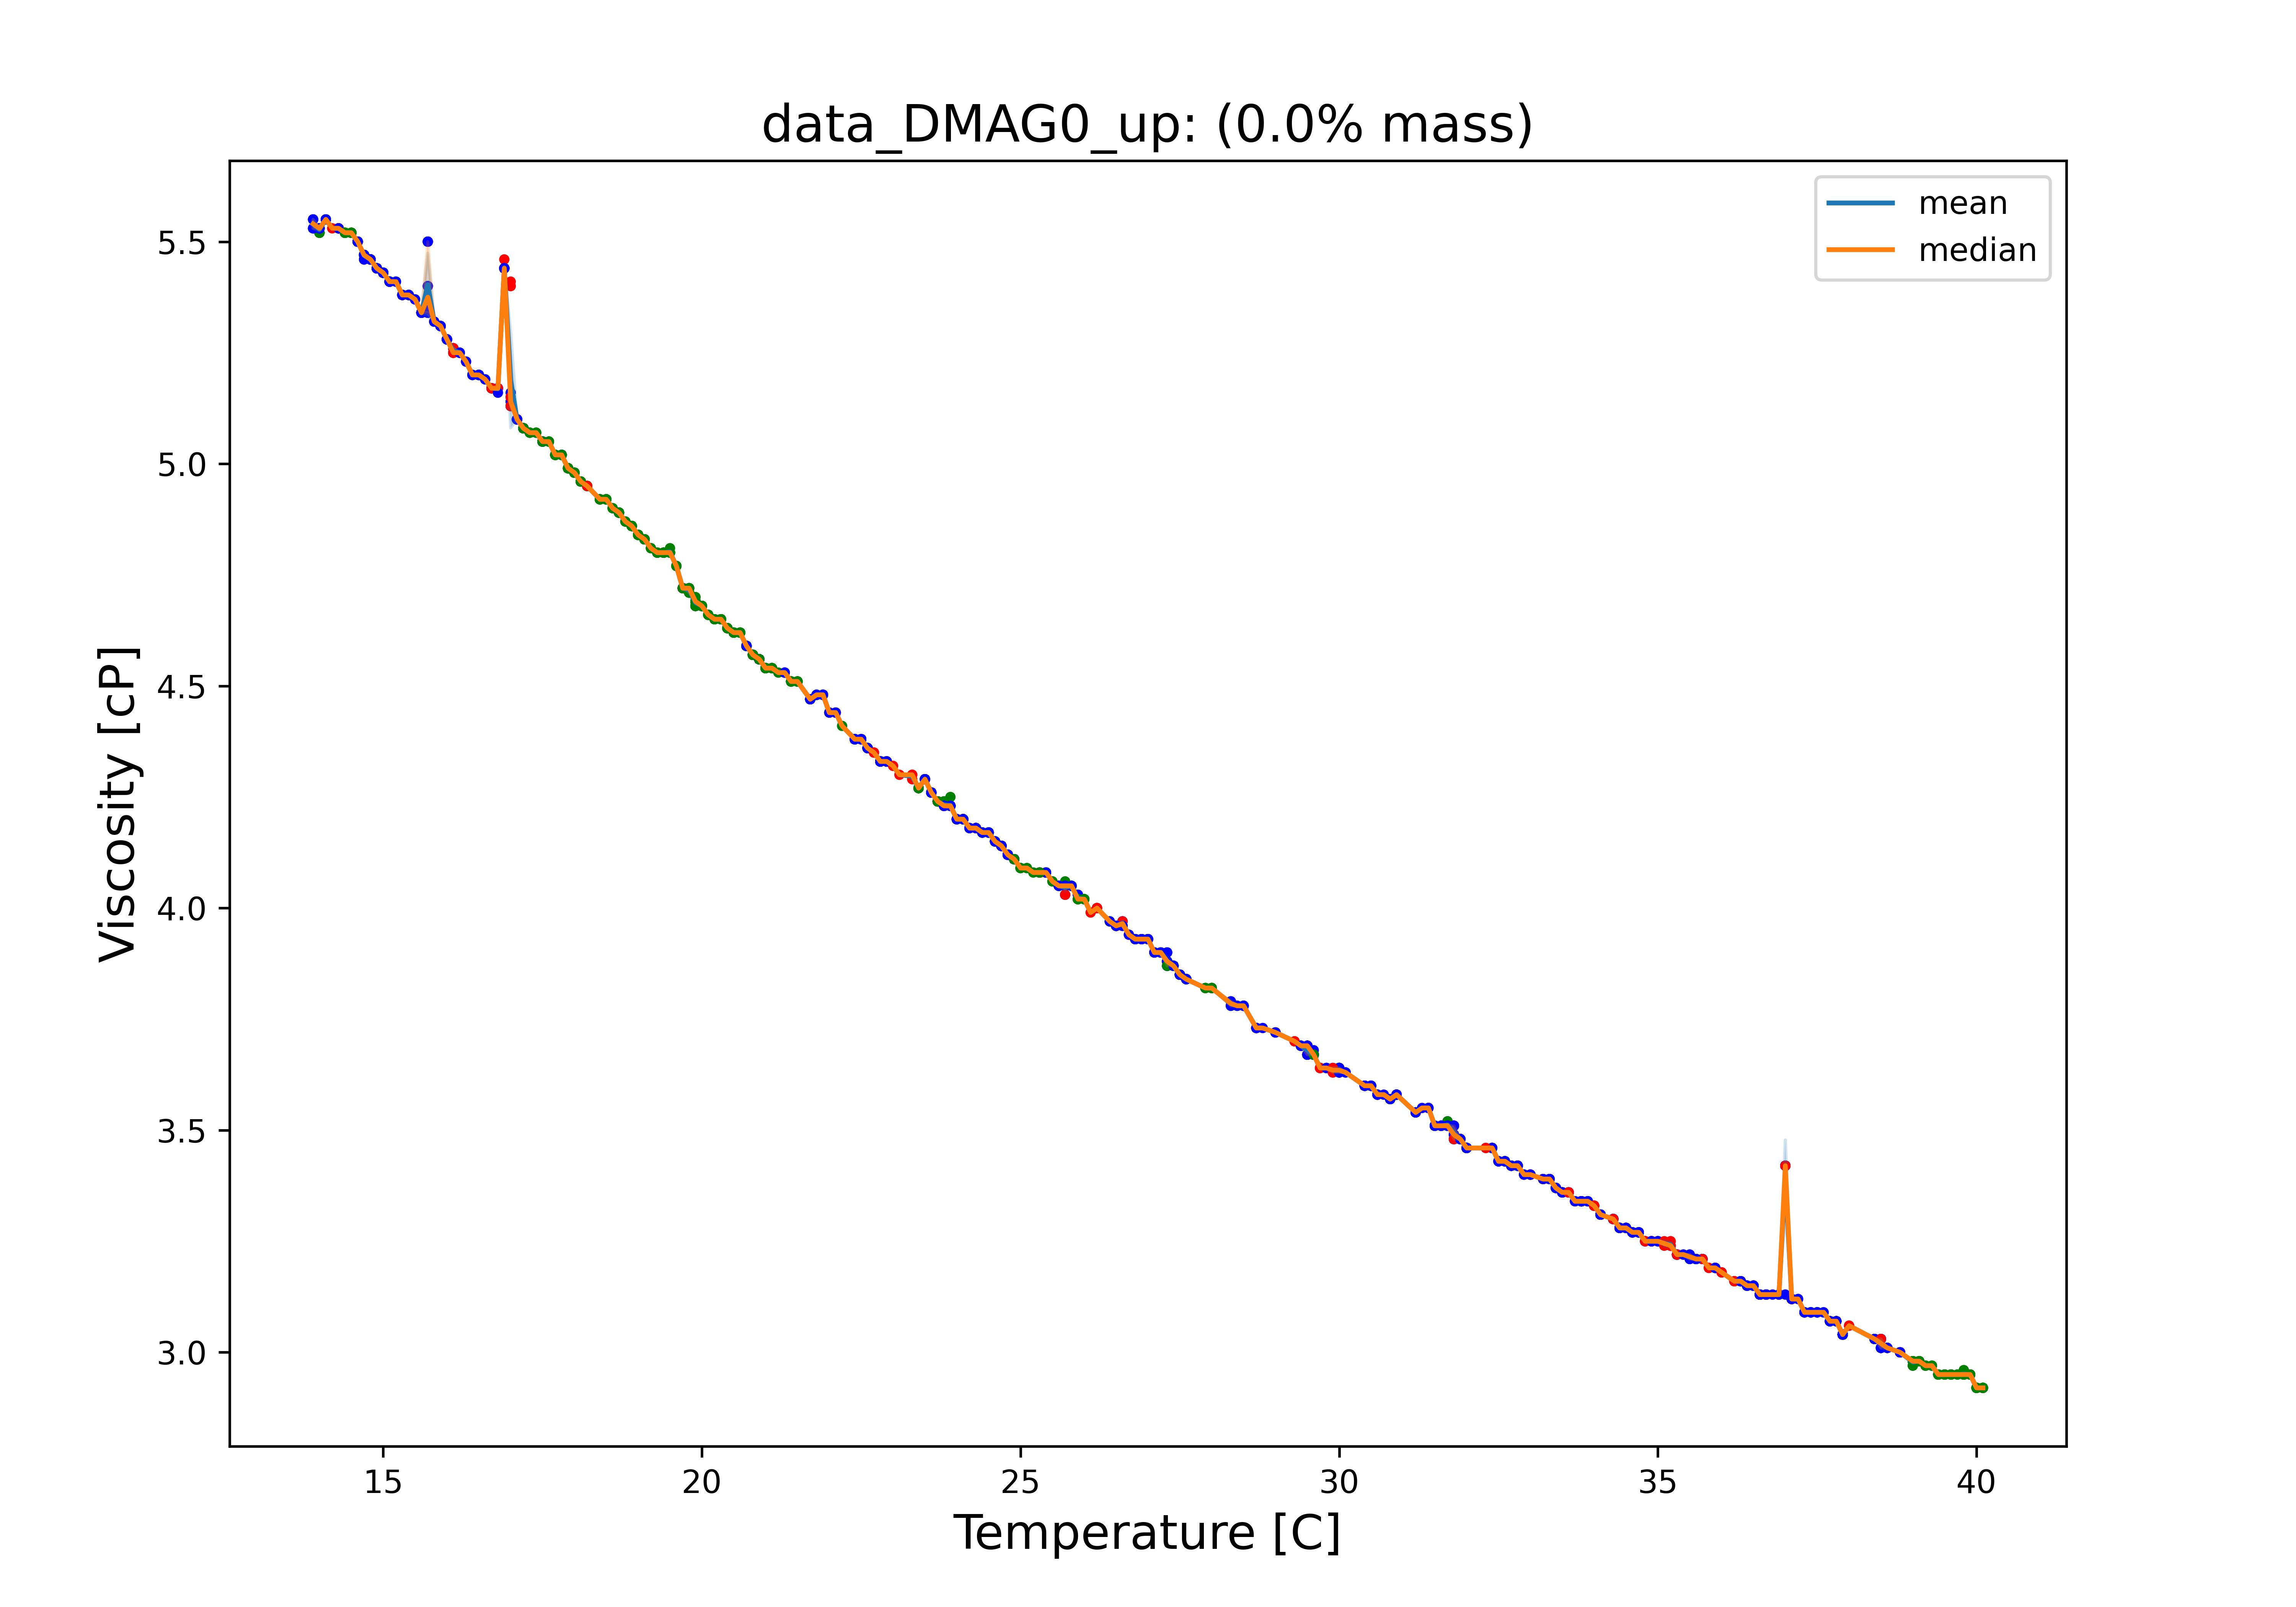 data_DMAG0_up: (0.0% mass)
mean
median
Viscosity [cP]
5.5
5.0
4.5
4.0
3.5
3.0
15 20 25 30 35 40
Temperature [C]